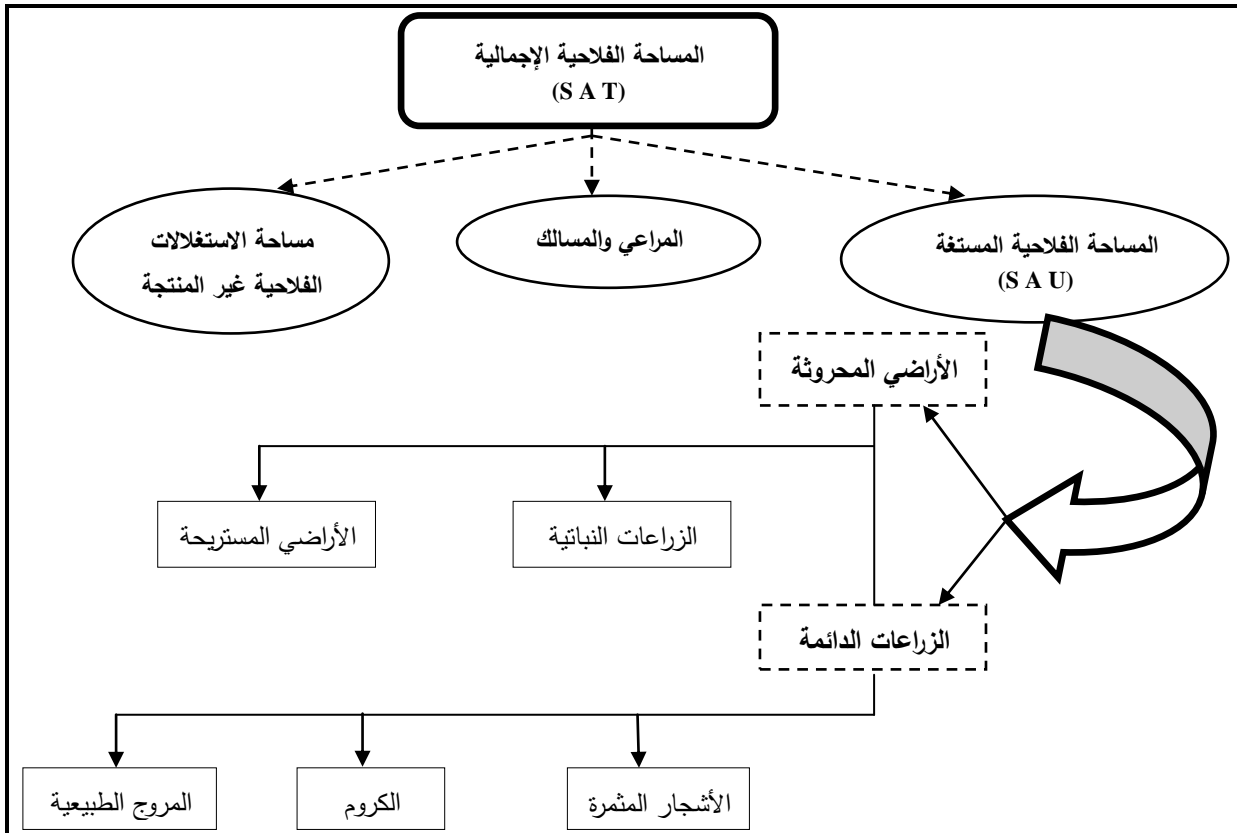 المساحة الفلاحية الإجمالية
(S A T)
المساحة الفلاحية المستغة
(S A U)
المراعي والمسالك
مساحة الاستغلالات
الفلاحية غير المنتجة
الأراضي المحروثة
الزراعات النباتية
الأراضي المستريحة
الزراعات الدائمة
الأشجار المثمرة
الكروم
المروج الطبيعية